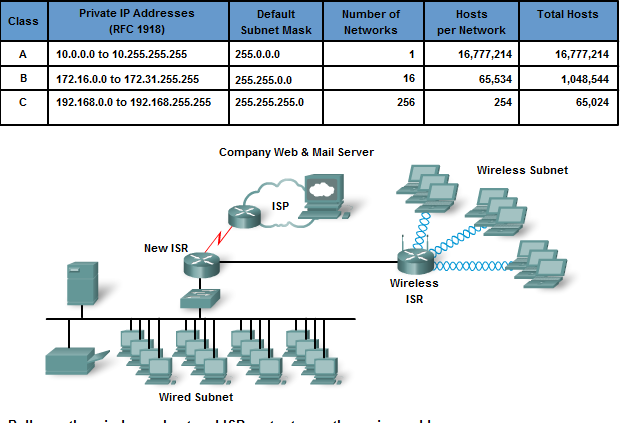 Class
Private IP Addresses
(RFC 1918)
Default
Subnet Mask
Number of
Networks
Hosts
per Network
Total Hosts
A 10.0.0.0 to 10.255.255.255 255.0.0.0 1 16,777,214 16,777,214
B 172.16.0.0 to 172.31.255.255 255.255.0.0 16 65,534 1,048,544
C 192.168.0.0 to 192.168.255.255 255.255.255.0 256 254 65,024
Company Web & Mail Server
Wireless Subnet
ISP
New ISR
Wireless
ISR
Wired Subnet